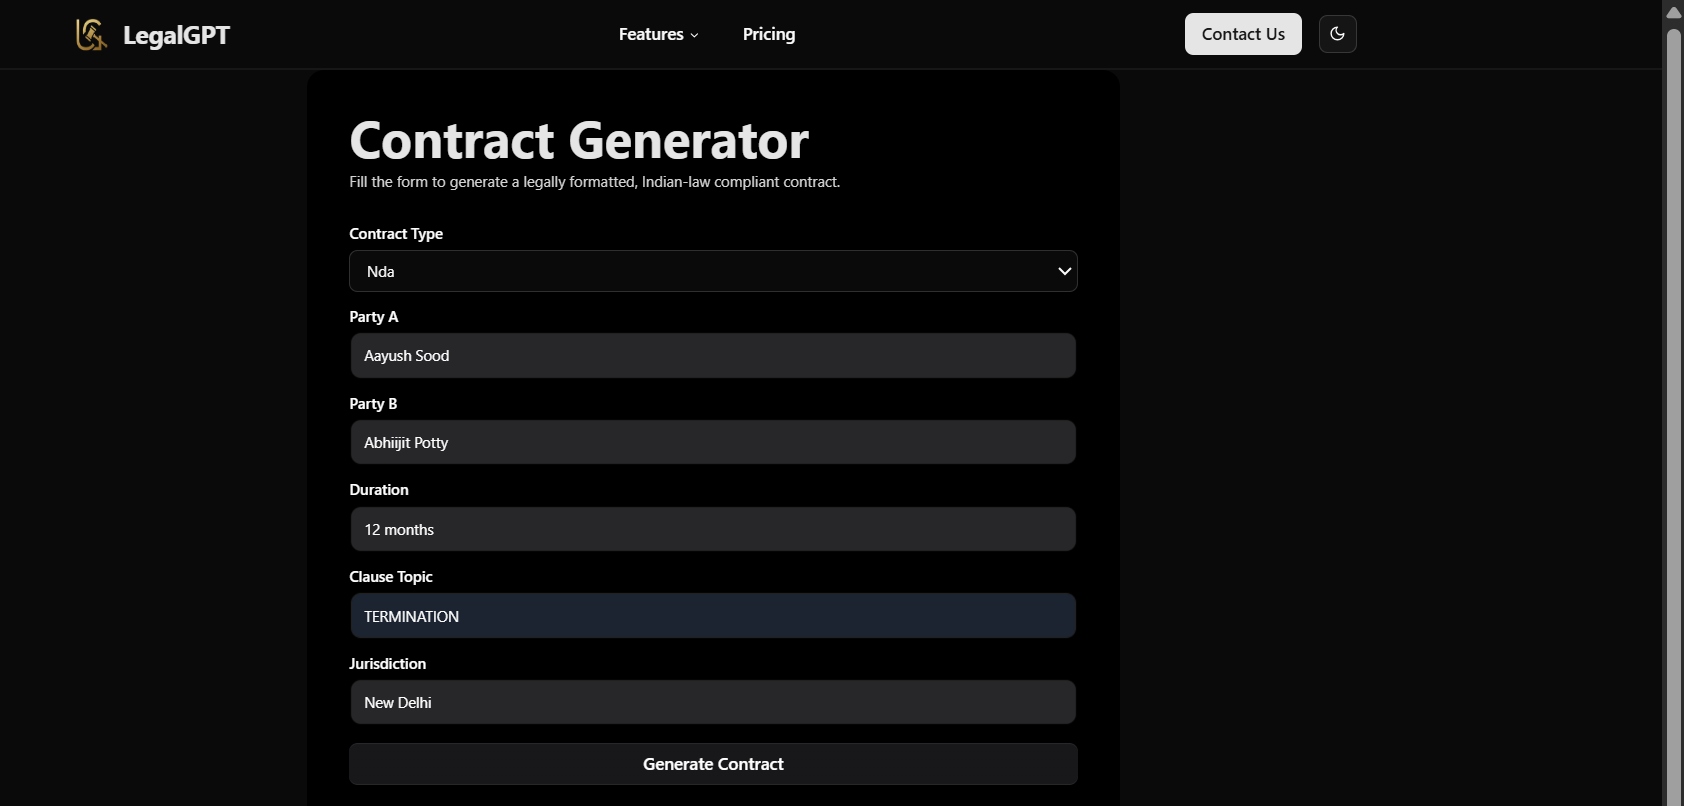 LegalGPT
Features
Pricing
Contact Us
Contract Generator
Fill the form to generate a legally formatted, Indian-law compliant contract.
Contract Type
Nda
Party A
Aayush Sood
Party B
Abhiijit Potty
Duration
12 months
Clause Topic
TERMINATION
Jurisdiction
New Delhi
Generate Contract